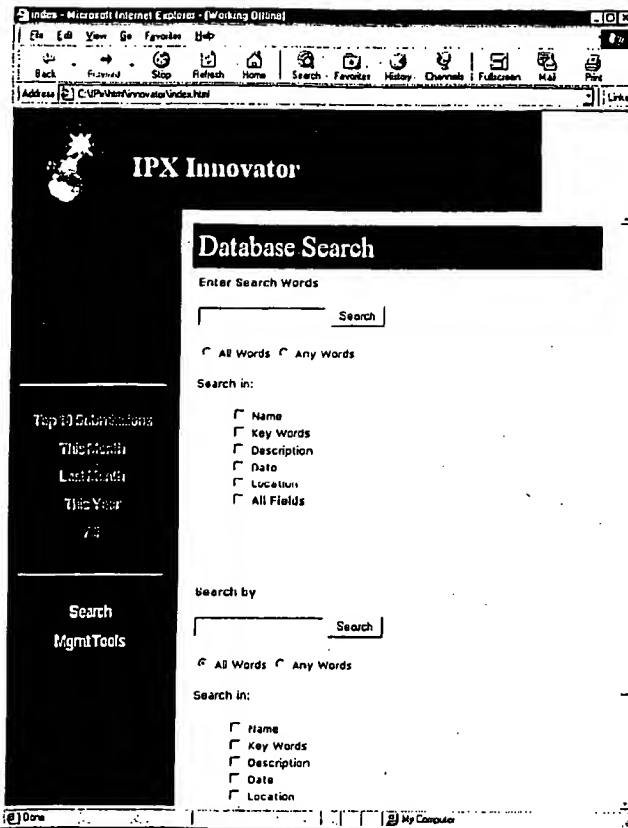 index - Microsoft Internet Explorer - [Working Offline]
File Edit View Go Favorites Help
Back Forward Stop Refresh Home Search Favorites History Channels Fullscreen Mail Print
Address Links
IPX Innovator
Database Search
Enter Search Words
Search
All Words Any Words
Search in:
Name
Key Words
Description
Date
Location
All Fields
Top 10 Submissions
This Month
Last Month
This Year
Search
MgmtTools
Search by
Search
All Words Any Words
Search in:
Name
Key Words
Description
Date
Location
Done My Computer